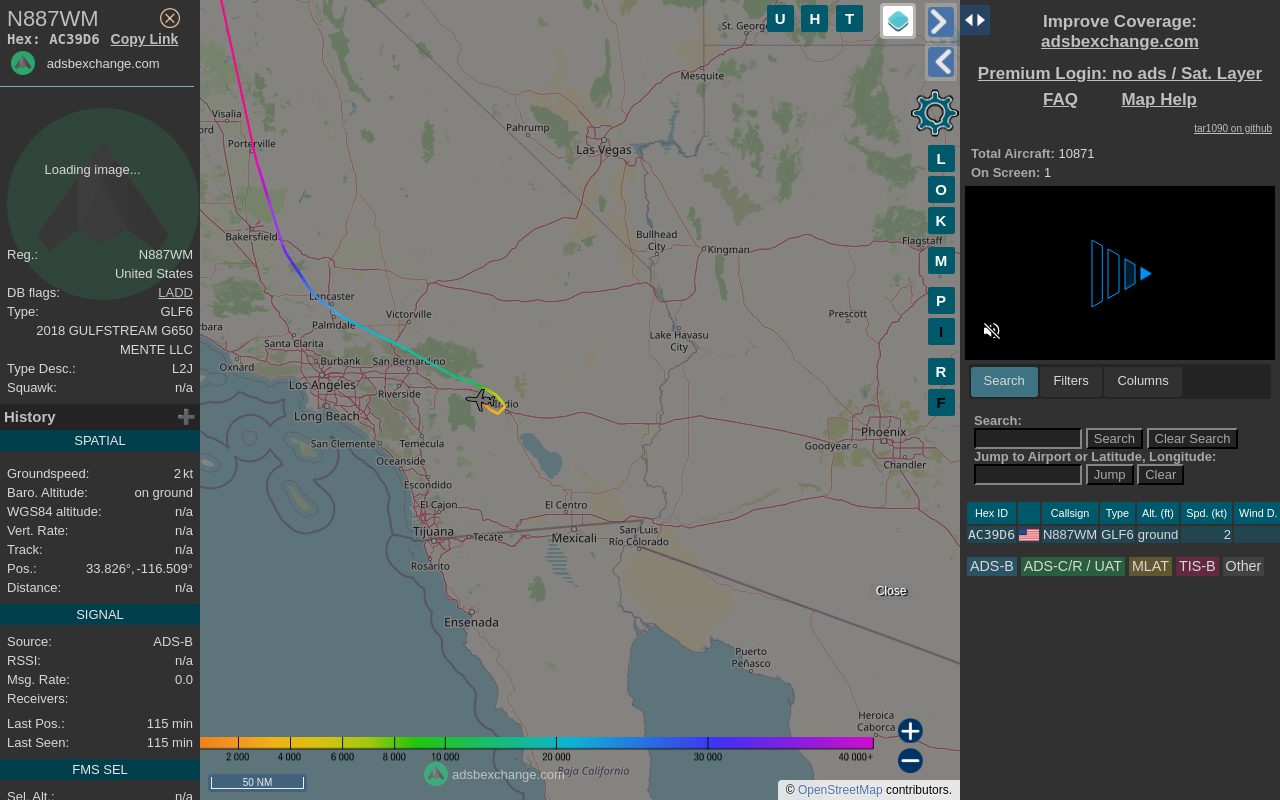 N887WM
Hex: AC39D6 Copy Link
adsbexchange.com
Loading image...
Reg.: N887WM
United States
DB flags: LADD
Type: GLF6
2018 GULFSTREAM G650
MENTE LLC
Type Desc.: L2J
Squawk: n/a
History
SPATIAL
Groundspeed: 2 kt
Baro. Altitude: on ground
WGS84 altitude: n/a
Vert. Rate: n/a
Track: n/a
Pos.: 33.826°, -116.509°
Distance: n/a
SIGNAL
Source: ADS-B
RSSI: n/a
Msg. Rate: 0.0
Receivers:
Last Pos.: 115 min
Last Seen: 115 min
FMS SEL
Sel. Alt.: n/a
U H T
St. George
Mesquite
Visalia
ord
Porterville
Pahrump
Las Vegas
Bakersfield
Bullhead
City
Kingman
Flagstaff
Lancaster
Palmdale
Victorville
Prescott
Lake Havasu
City
bara
Santa Clarita
Oxnard
Burbank
San Bernardino
Los Angeles
Riverside
Indio
Long Beach
Phoenix
Goodyear
Chandler
San Clemente
Temecula
Oceanside
Escondido
El Cajon
El Centro
Tijuana
Tecate
Mexicali
San Luis
Río Colorado
Rosarito
Ensenada
Puerto
Peñasco
Heroica
Caborca
Baja California
L
O
K
M
P
I
R
F
Close
2 000 4 000 6 000 8 000 10 000 20 000 30 000 40 000+
adsbexchange.com
50 NM
© OpenStreetMap contributors.
Improve Coverage:
adsbexchange.com
Premium Login: no ads / Sat. Layer
FAQ Map Help
tar1090 on github
Total Aircraft: 10871
On Screen: 1
Search Filters Columns
Search:
Search Clear Search
Jump to Airport or Latitude, Longitude:
Jump Clear
Hex ID Callsign Type Alt. (ft) Spd. (kt) Wind D.
AC39D6 N887WM GLF6 ground 2
ADS-B ADS-C/R / UAT MLAT TIS-B Other